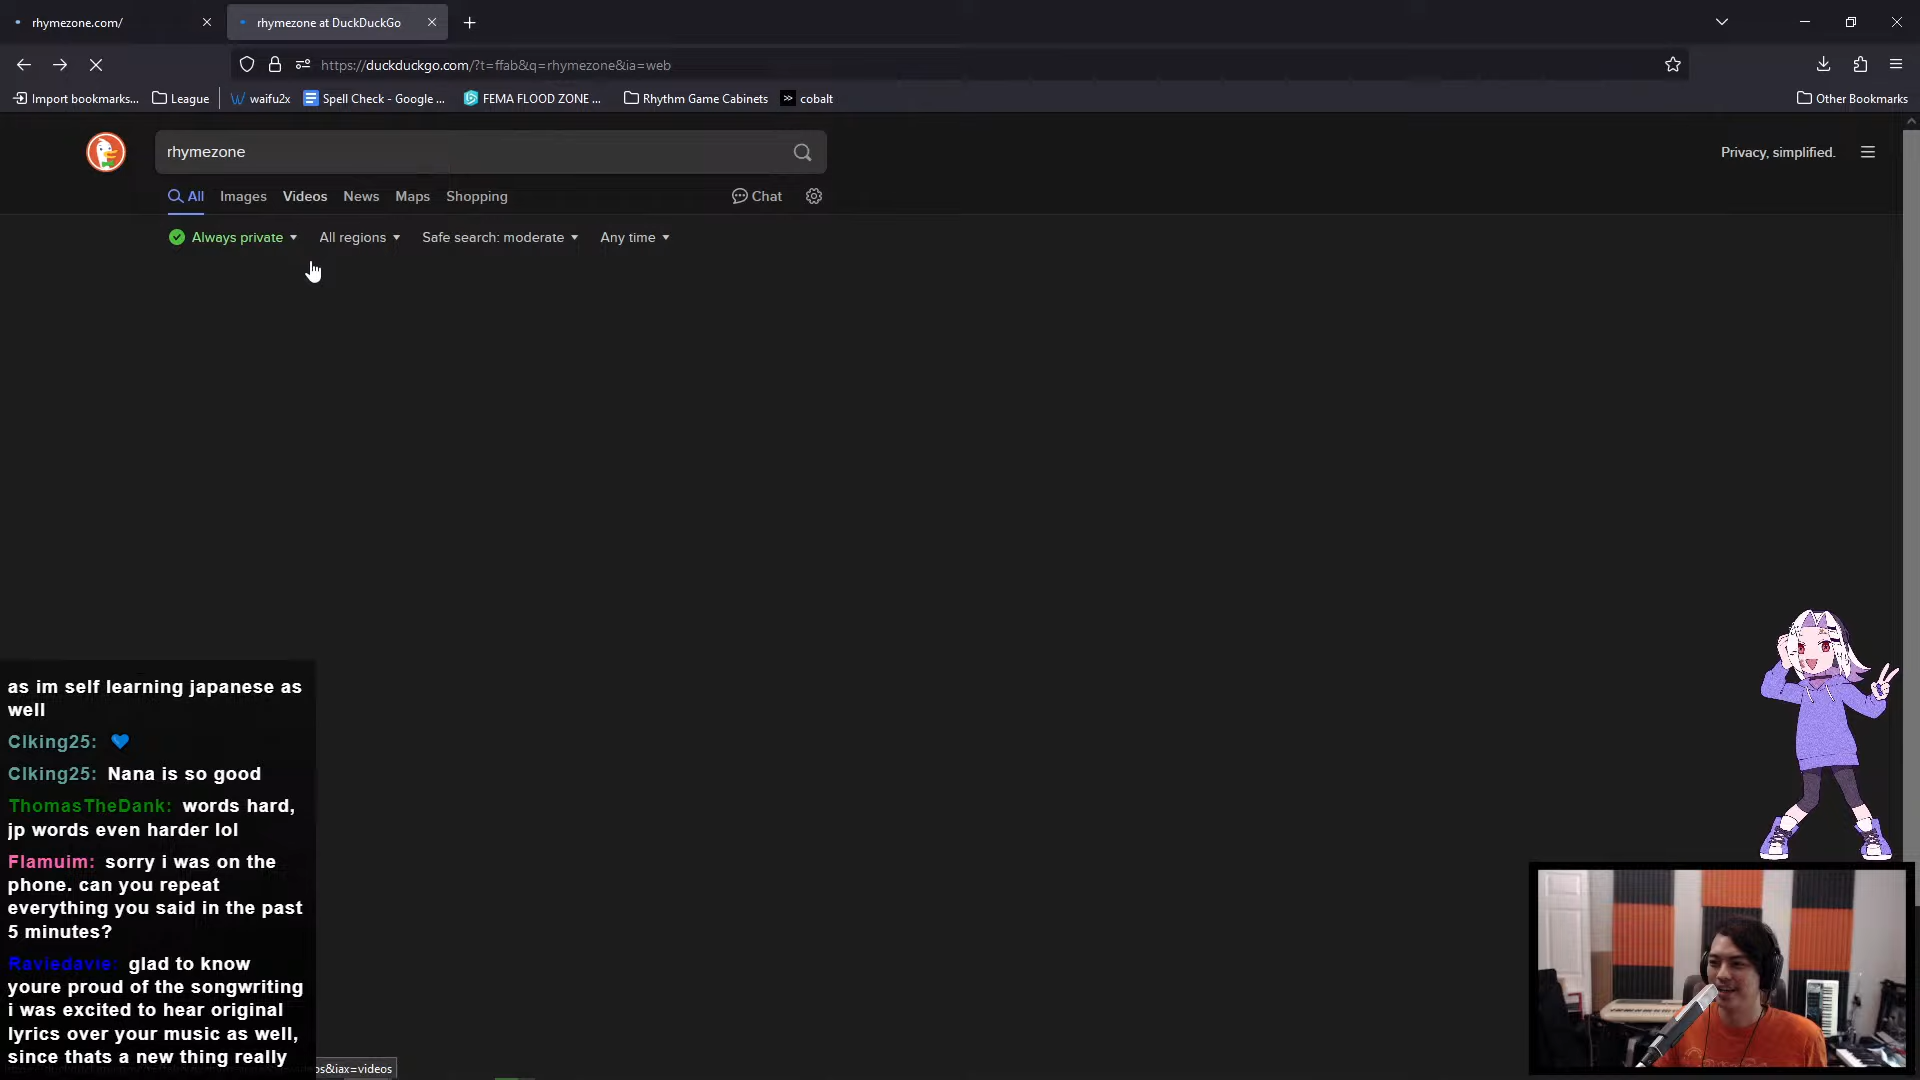 rhymezone.com/
rhymezone at DuckDuckGo
https://duckduckgo.com/?t=ffab&q=rhymezone&ia=web
Import bookmarks...
League
waifu2x
Spell Check - Google ...
FEMA FLOOD ZONE ...
Rhythm Game Cabinets
cobalt
Other Bookmarks
rhymezone
Privacy, simplified.
All
Images
Videos
News
Maps
Shopping
Chat
Always private
All regions
Safe search: moderate
Any time
as im self learning japanese as
well
Clking25: 💙
Clking25: Nana is so good
ThomasTheDank: words hard,
jp words even harder lol
Flamuim: sorry i was on the
phone. can you repeat
everything you said in the past
5 minutes?
Raviedavie: glad to know
youre proud of the songwriting
i was excited to hear original
lyrics over your music as well,
since thats a new thing really
os&iax=videos